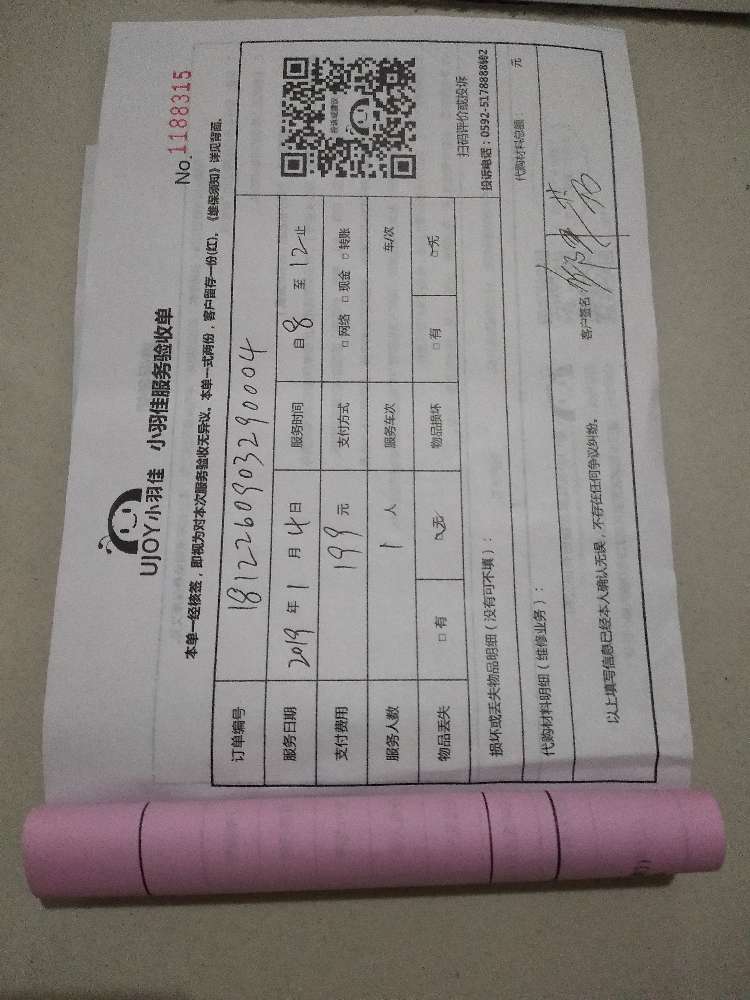 UJOY小羽佳 小羽佳服务验收单
No.1188315
本单一经核签，即视为对本次服务验收无异议。本单一式两份，客户留存一份(红)，《维保须知》详见背面。
订单编号 181226090329​0004
服务日期 2019 年 1 月 4 日 服务时间 自 8 至 12 止
支付费用 199 元 支付方式 □ 网络 □ 现金 □ 转账
服务人数 1 人 服务车次 车/次
物品丢失 □ 有 ☑ 无 物品损坏 □ 有 ☑ 无
扫码评价或投诉
投诉电话：0592-5178888转2
损坏或丢失物品明细（没有可不填）：
代购材料明细（维修业务）： 代购材料总额 元
以上填写信息已经本人确认无误，不存在任何争议纠纷。 客户签名